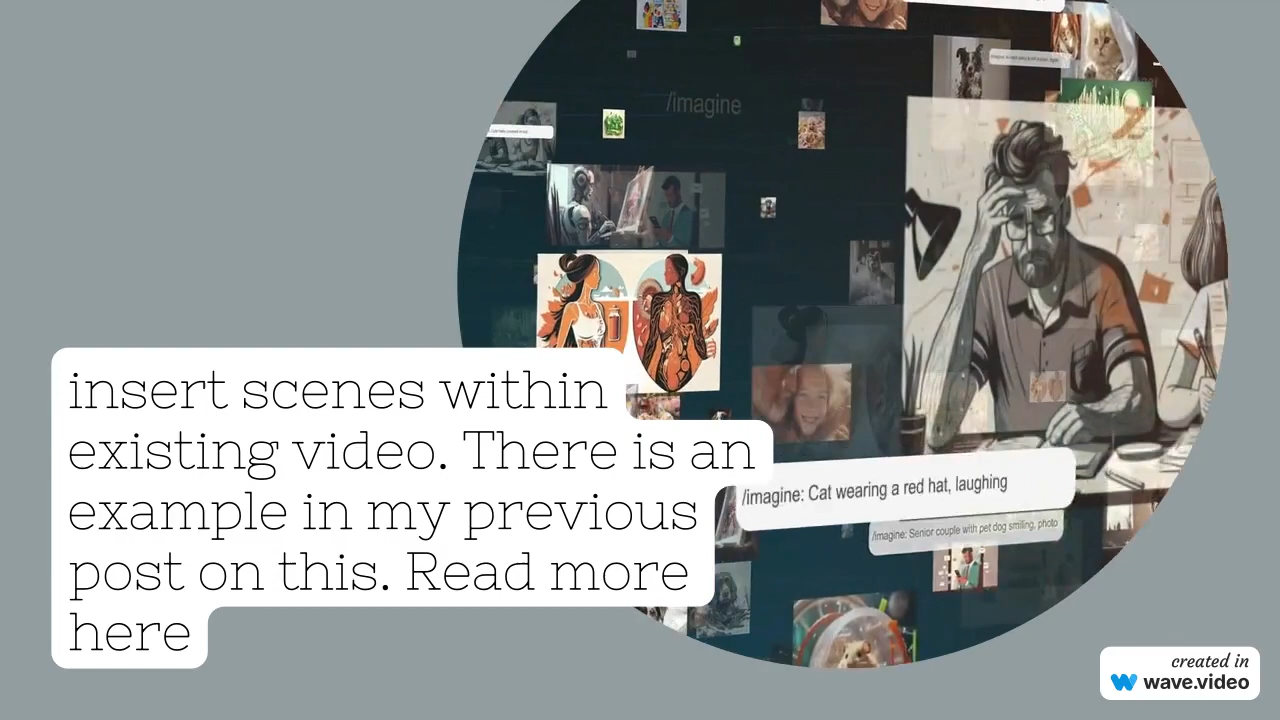 /imagine
insert scenes within
existing video. There is an
example in my previous
post on this. Read more
here
/imagine: Cat wearing a red hat, laughing
/imagine: Senior couple with pet dog smiling, photo
created in
wave.video